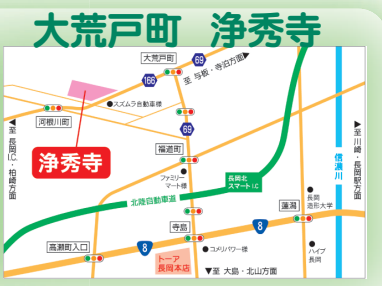 大荒戸町 浄秀寺
大荒戸町
69
至 与板・寺泊方面▶
166
スズムラ自動車様
◀至 長岡I.C.・柏崎方面
河根川町
69
浄秀寺
福道町
ファミリー
マート様
長岡北
スマートI.C
信濃川
▶至 川崎・長岡駅方面
北陸自動車道
長岡
造形大学
蓮潟
寺島
8
高瀬町入口
8
コメリパワー様
ハイブ
長岡
トーア
長岡本店
▼至 大島・北山方面